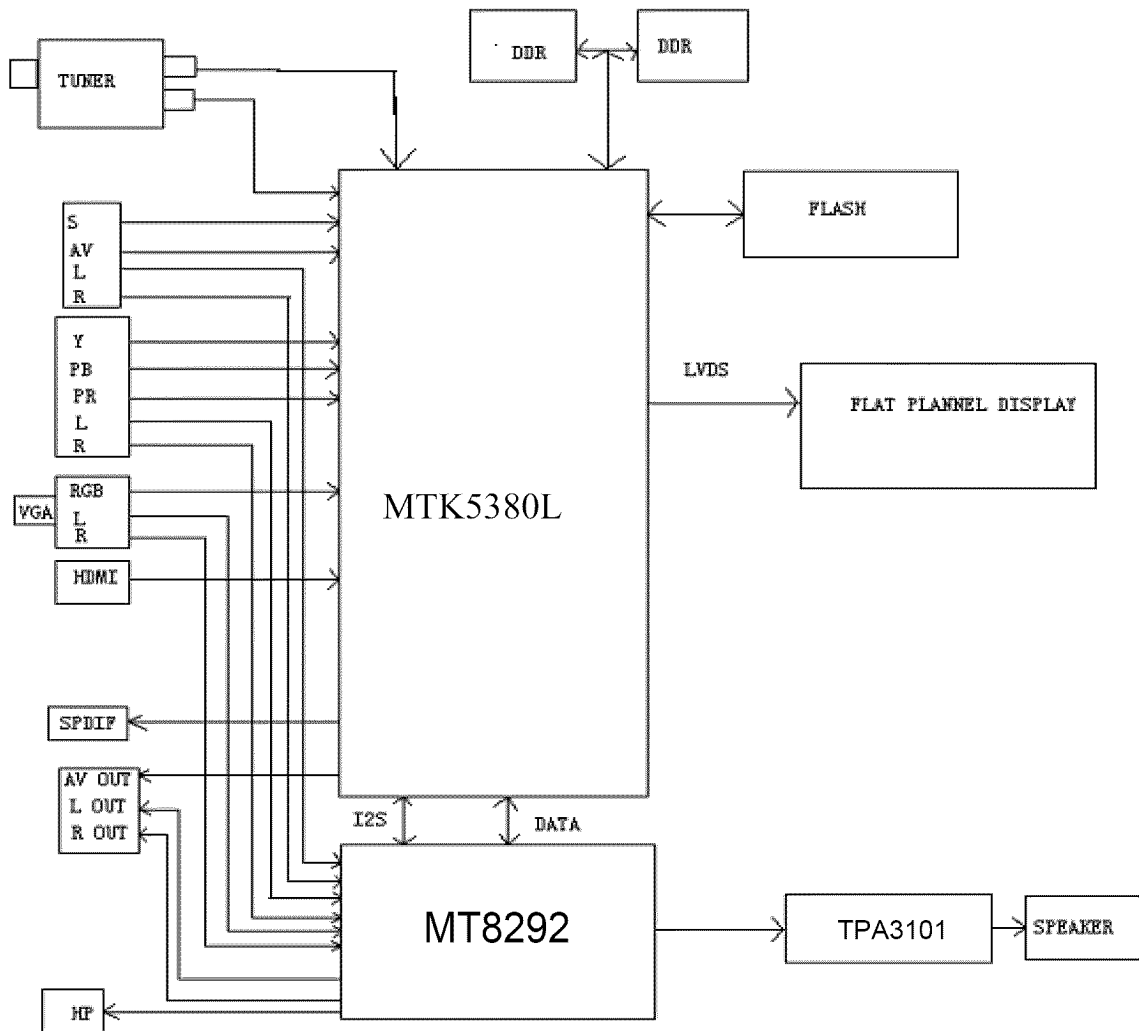 DDR
DDR
TUNER
FLASH
S
AV
L
R
Y
PB
PR
L
R
LVDS
FLAT PLANNEL DISPLAY
RGB
VGA
L
R
MTK5380L
HDMI
SPDIF
AV OUT
L OUT
R OUT
I2S
DATA
MT8292
TPA3101
SPEAKER
HP